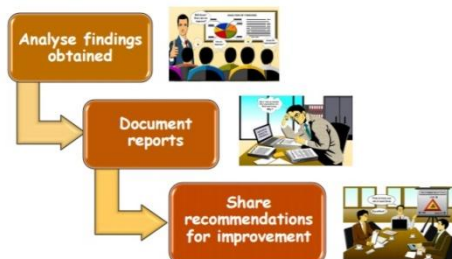 Analyse findings
obtained
Document
reports
Share
recommendations
for improvement